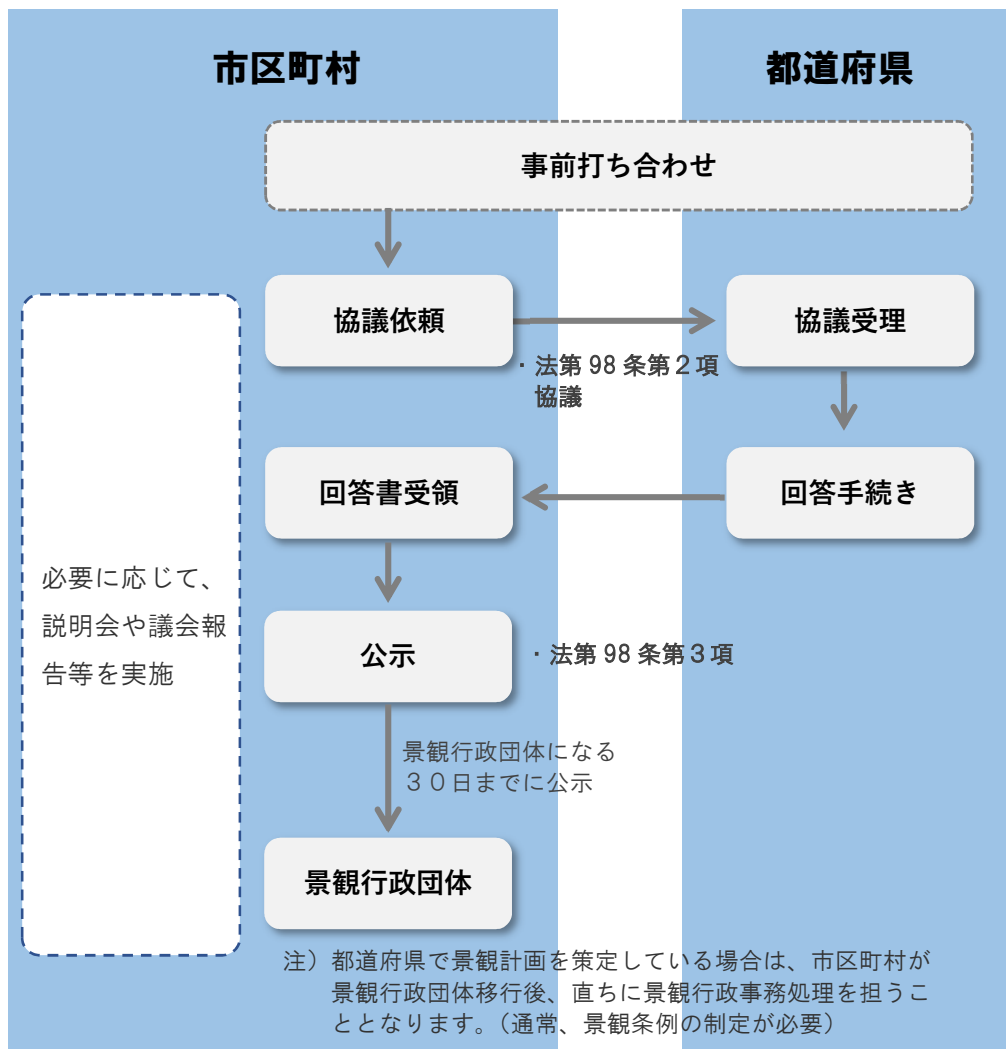 市区町村
都道府県
事前打ち合わせ
協議依頼
協議受理
・法第 98 条第２項
協議
回答書受領
回答手続き
必要に応じて、
説明会や議会報
告等を実施
公示
・法第 98 条第３項
景観行政団体になる
３０日までに公示
景観行政団体
注）都道府県で景観計画を策定している場合は、市区町村が
景観行政団体移行後、直ちに景観行政事務処理を担うこ
ととなります。（通常、景観条例の制定が必要）